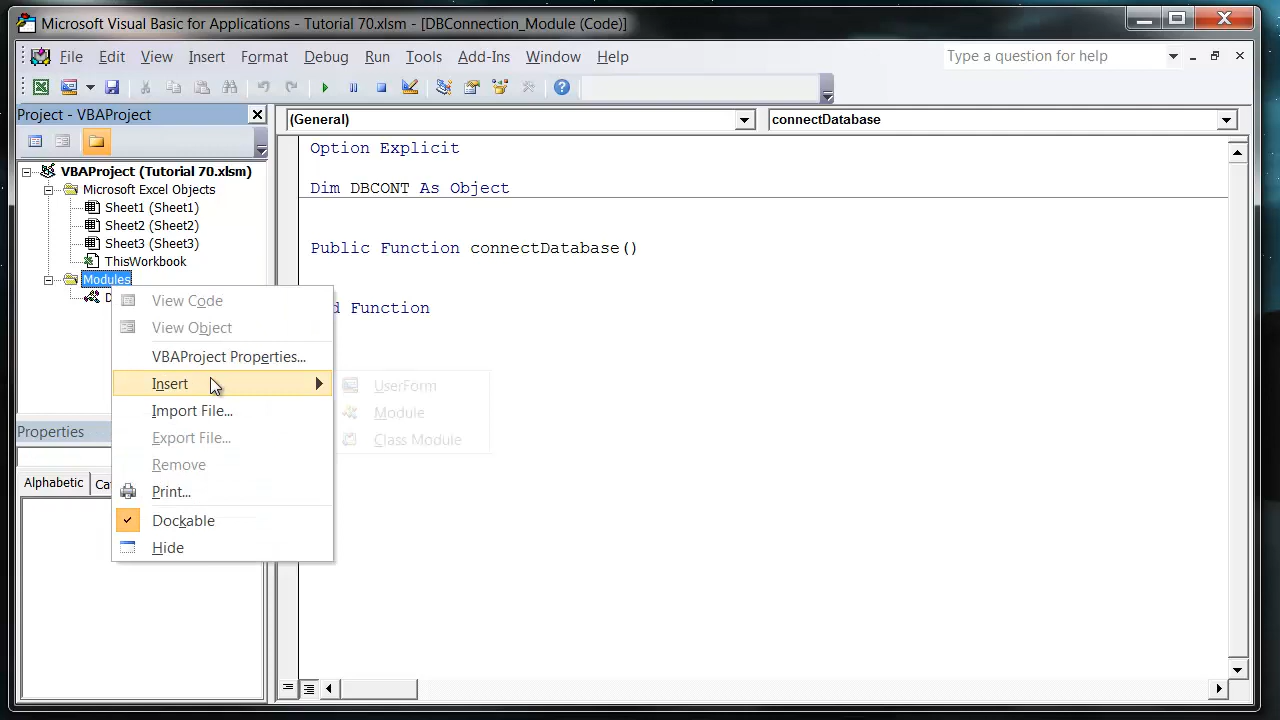 Microsoft Visual Basic for Applications - Tutorial 70.xlsm - [DBConnection_Module (Code)]
File Edit View Insert Format Debug Run Tools Add-Ins Window Help
Type a question for help
Project - VBAProject
(General)
connectDatabase
VBAProject (Tutorial 70.xlsm)
Microsoft Excel Objects
Sheet1 (Sheet1)
Sheet2 (Sheet2)
Sheet3 (Sheet3)
ThisWorkbook
Modules
Option Explicit
Dim DBCONT As Object
Public Function connectDatabase()
d Function
View Code
View Object
VBAProject Properties...
Insert
Import File...
Export File...
Remove
Print...
Dockable
Hide
UserForm
Module
Class Module
Properties
Alphabetic
Ca